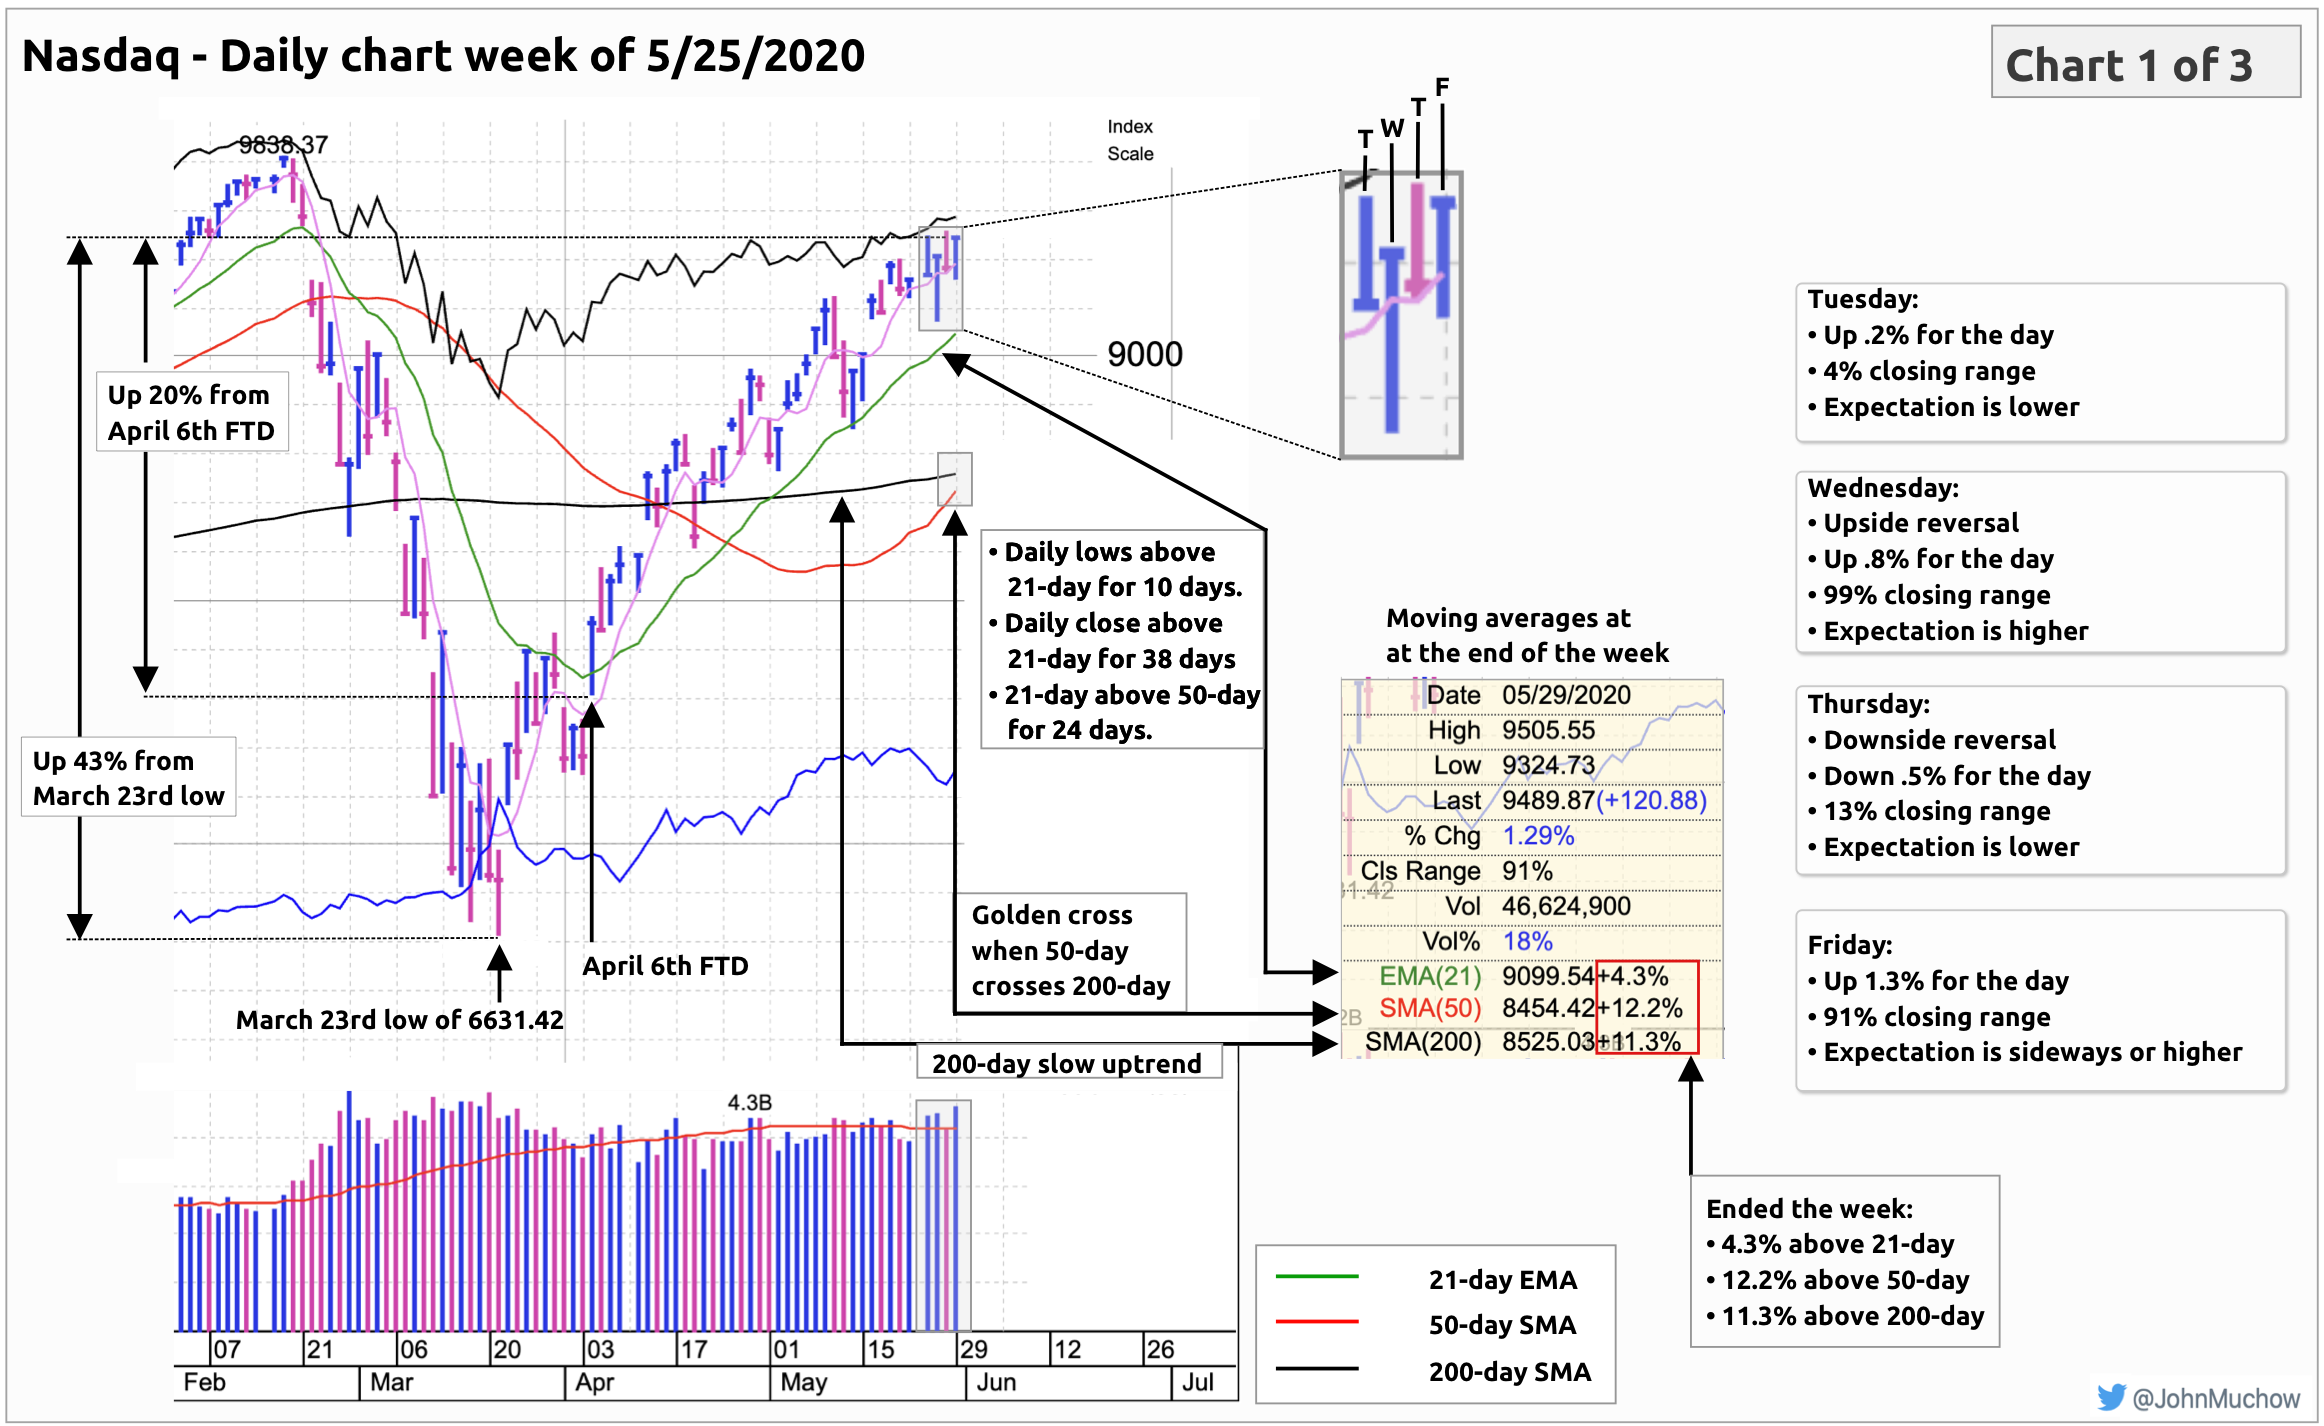 Nasdaq - Daily chart week of 5/25/2020
Chart 1 of 3
9838.37
Index
Scale
T
W
T
F
9000
Up 20% from
April 6th FTD
Up 43% from
March 23rd low
• Daily lows above
21-day for 10 days.
• Daily close above
21-day for 38 days
• 21-day above 50-day
for 24 days.
Golden cross
when 50-day
crosses 200-day
April 6th FTD
March 23rd low of 6631.42
200-day slow uptrend
Moving averages at
at the end of the week
Date 05/29/2020
High 9505.55
Low 9324.73
Last 9489.87(+120.88)
% Chg 1.29%
Cls Range 91%
31.42
Vol 46,624,900
Vol% 18%
EMA(21) 9099.54+4.3%
SMA(50) 8454.42+12.2%
2B
SMA(200) 8525.03+11.3%
Tuesday:
• Up .2% for the day
• 4% closing range
• Expectation is lower
Wednesday:
• Upside reversal
• Up .8% for the day
• 99% closing range
• Expectation is higher
Thursday:
• Downside reversal
• Down .5% for the day
• 13% closing range
• Expectation is lower
Friday:
• Up 1.3% for the day
• 91% closing range
• Expectation is sideways or higher
Ended the week:
• 4.3% above 21-day
• 12.2% above 50-day
• 11.3% above 200-day
4.3B
07 21 06 20 03 17 01 15 29 12 26
Feb Mar Apr May Jun Jul
21-day EMA
50-day SMA
200-day SMA
@JohnMuchow